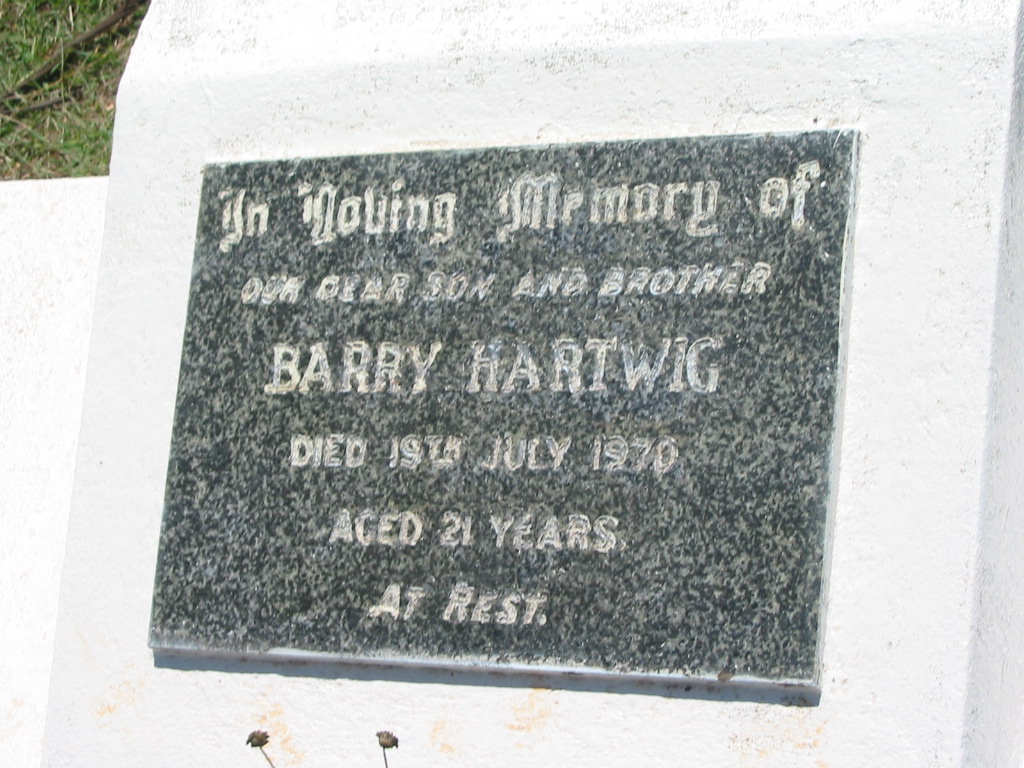 In Loving Memory of
OUR DEAR SON AND BROTHER
BARRY HARTWIG
DIED 19TH JULY 1970
AGED 21 YEARS.
AT REST.